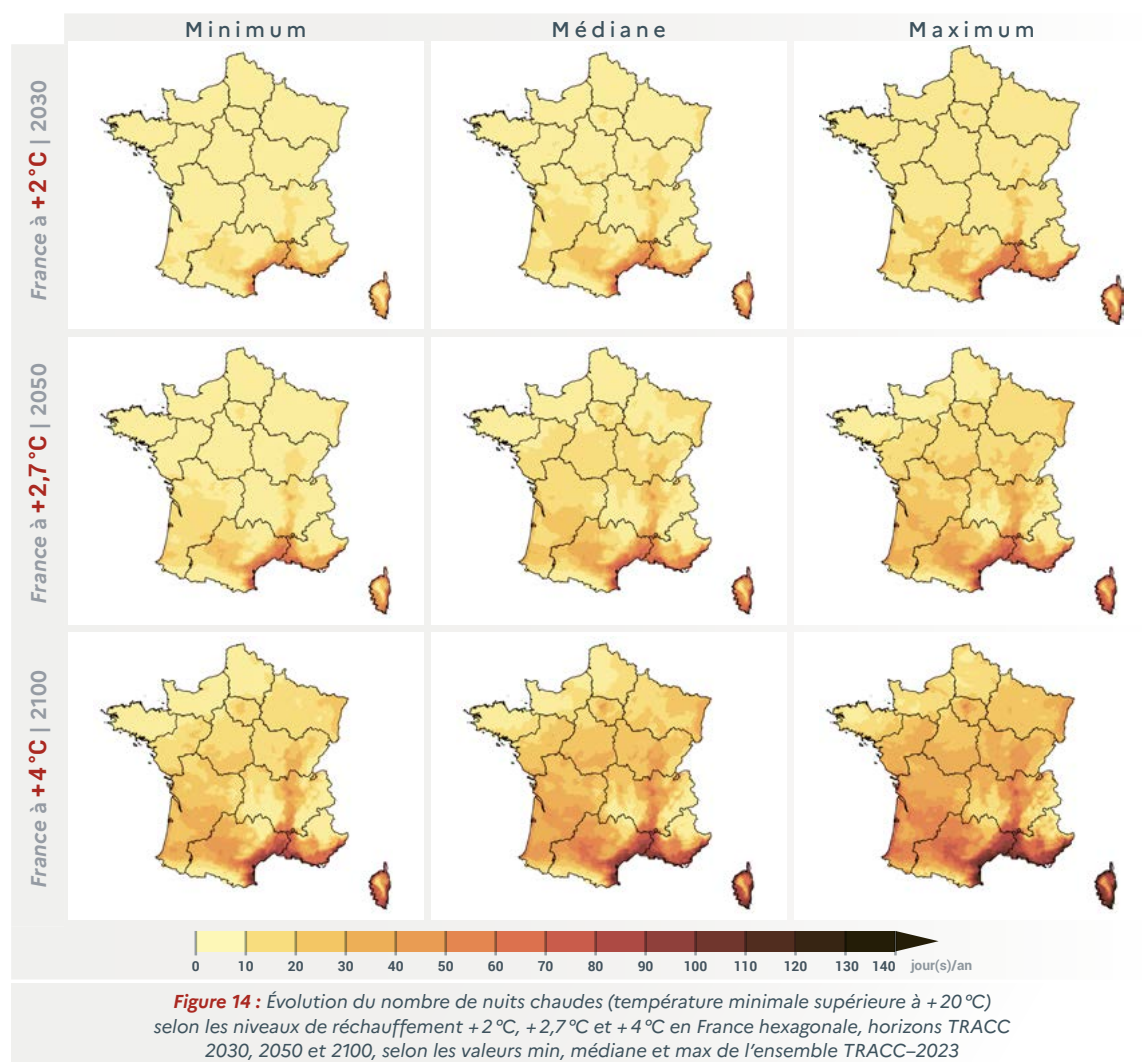 Minimum
Médiane
Maximum
France à +2 °C | 2030
France à +2,7 °C | 2050
France à +4 °C | 2100
0 10 20 30 40 50 60 70 80 90 100 110 120 130 140 jour(s)/an
Figure 14 : Évolution du nombre de nuits chaudes (température minimale supérieure à +20 °C)
selon les niveaux de réchauffement +2 °C, +2,7 °C et +4 °C en France hexagonale, horizons TRACC
2030, 2050 et 2100, selon les valeurs min, médiane et max de l'ensemble TRACC–2023